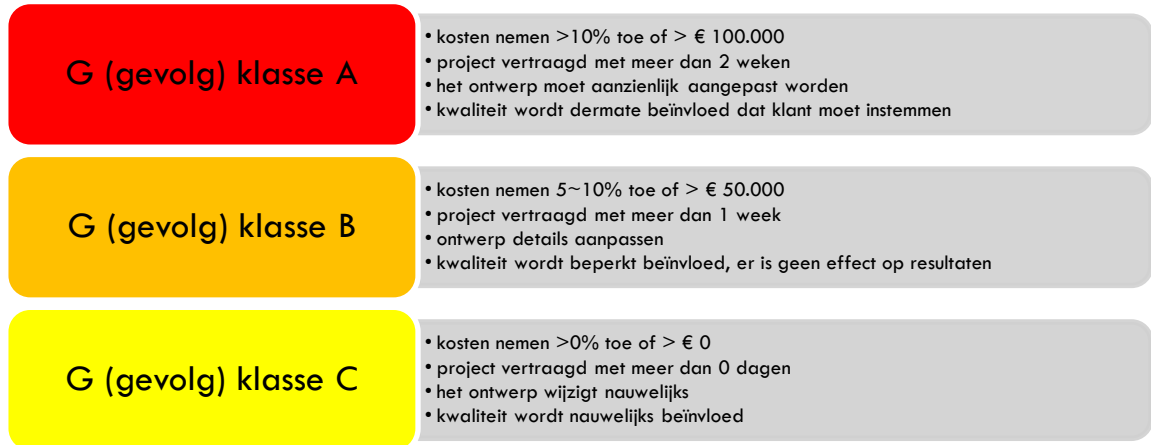 G (gevolg) klasse A
• kosten nemen >10% toe of > € 100.000
• project vertraagd met meer dan 2 weken
• het ontwerp moet aanzienlijk aangepast worden
• kwaliteit wordt dermate beïnvloed dat klant moet instemmen
G (gevolg) klasse B
• kosten nemen 5~10% toe of > € 50.000
• project vertraagd met meer dan 1 week
• ontwerp details aanpassen
• kwaliteit wordt beperkt beïnvloed, er is geen effect op resultaten
G (gevolg) klasse C
• kosten nemen >0% toe of > € 0
• project vertraagd met meer dan 0 dagen
• het ontwerp wijzigt nauwelijks
• kwaliteit wordt nauwelijks beïnvloed